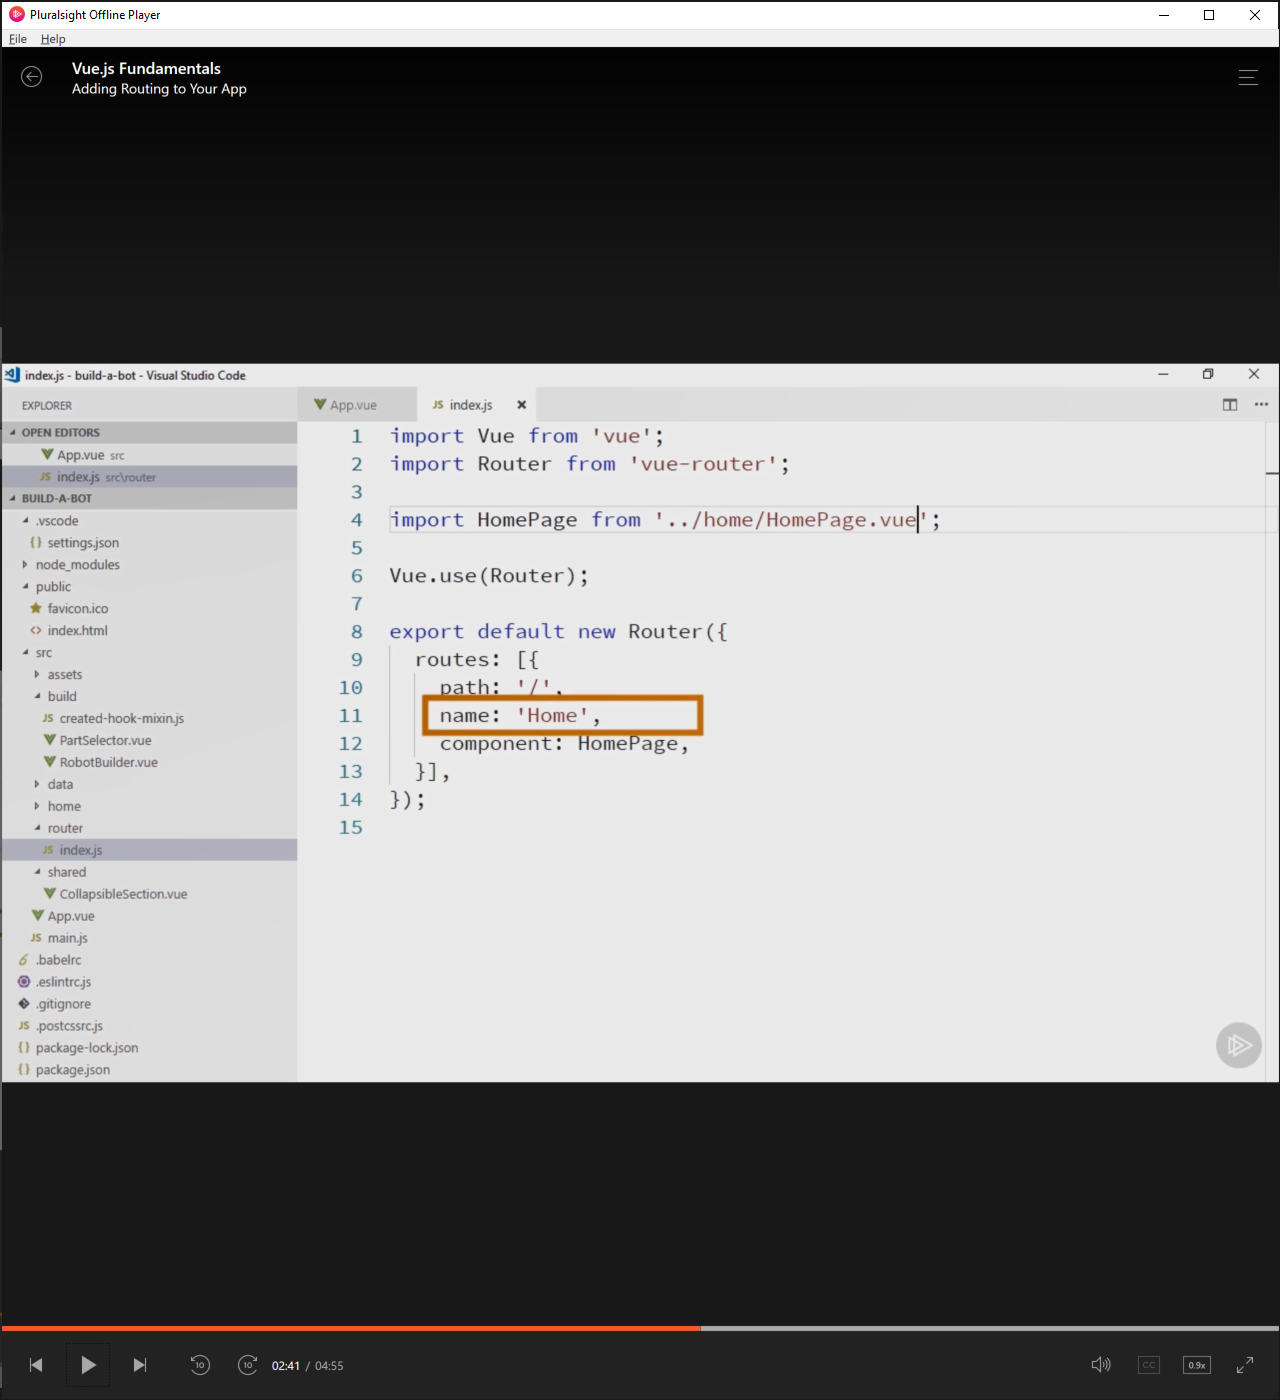 Pluralsight Offline Player
File Help
Vue.js Fundamentals
Adding Routing to Your App
index.js - build-a-bot - Visual Studio Code
EXPLORER
OPEN EDITORS
App.vue src
index.js src\router
BUILD-A-BOT
.vscode
{} settings.json
node_modules
public
favicon.ico
<> index.html
src
assets
build
JS created-hook-mixin.js
PartSelector.vue
RobotBuilder.vue
data
home
router
JS index.js
shared
CollapsibleSection.vue
App.vue
JS main.js
.babelrc
.eslintrc.js
.gitignore
JS .postcssrc.js
{} package-lock.json
{} package.json
App.vue
JS index.js
1 import Vue from 'vue';
2 import Router from 'vue-router';
3
4 import HomePage from '../home/HomePage.vue';
5
6 Vue.use(Router);
7
8 export default new Router({
9 routes: [{
10 path: '/',
11 name: 'Home',
12 component: HomePage,
13 }],
14 });
15
10
10
02:41 / 04:55
CC
0.9x